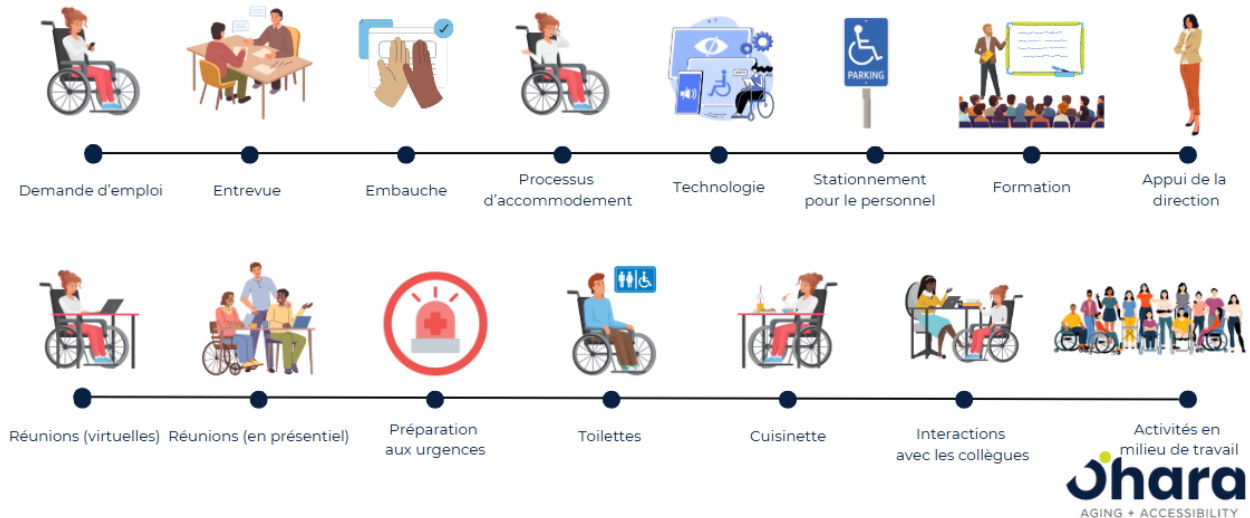 PARKING
Demande d'emploi
Entrevue
Embauche
Processus
d'accommodement
Technologie
Stationnement
pour le personnel
Formation
Appui de la
direction
Réunions (virtuelles)
Réunions (en présentiel)
Préparation
aux urgences
Toilettes
Cuisinette
Interactions
avec les collègues
Activités en
milieu de travail
Ohara
AGING + ACCESSIBILITY